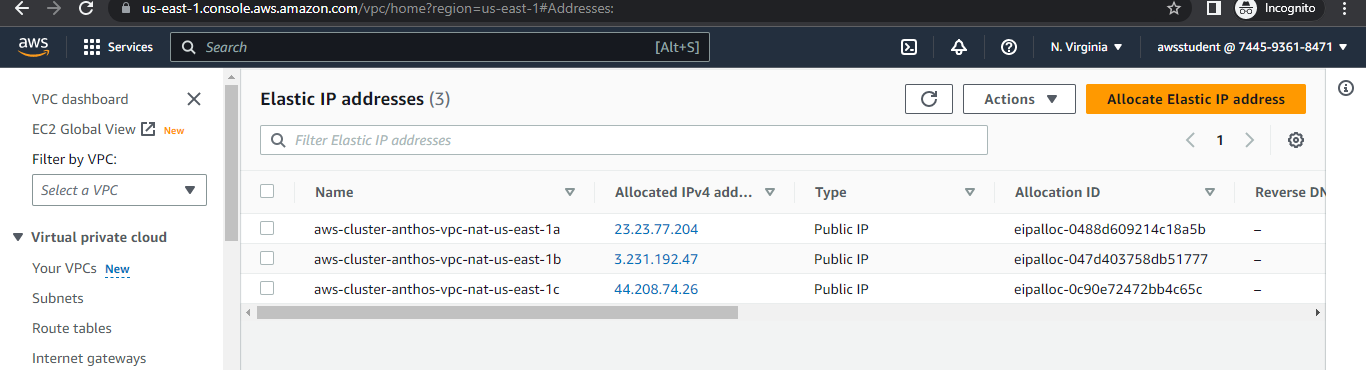 us-east-1.console.aws.amazon.com/vpc/home?region=us-east-1#Addresses:
Incognito
aws
Services
Search
[Alt+S]
N. Virginia
awsstudent @ 7445-9361-8471
VPC dashboard
EC2 Global View
New
Filter by VPC:
Select a VPC
Virtual private cloud
Your VPCs
New
Subnets
Route tables
Internet gateways
Elastic IP addresses (3)
Actions
Allocate Elastic IP address
Filter Elastic IP addresses
1
Name Allocated IPv4 add... Type Allocation ID Reverse DN
aws-cluster-anthos-vpc-nat-us-east-1a 23.23.77.204 Public IP eipalloc-0488d609214c18a5b –
aws-cluster-anthos-vpc-nat-us-east-1b 3.231.192.47 Public IP eipalloc-047d403758db51777 –
aws-cluster-anthos-vpc-nat-us-east-1c 44.208.74.26 Public IP eipalloc-0c90e72472bb4c65c –